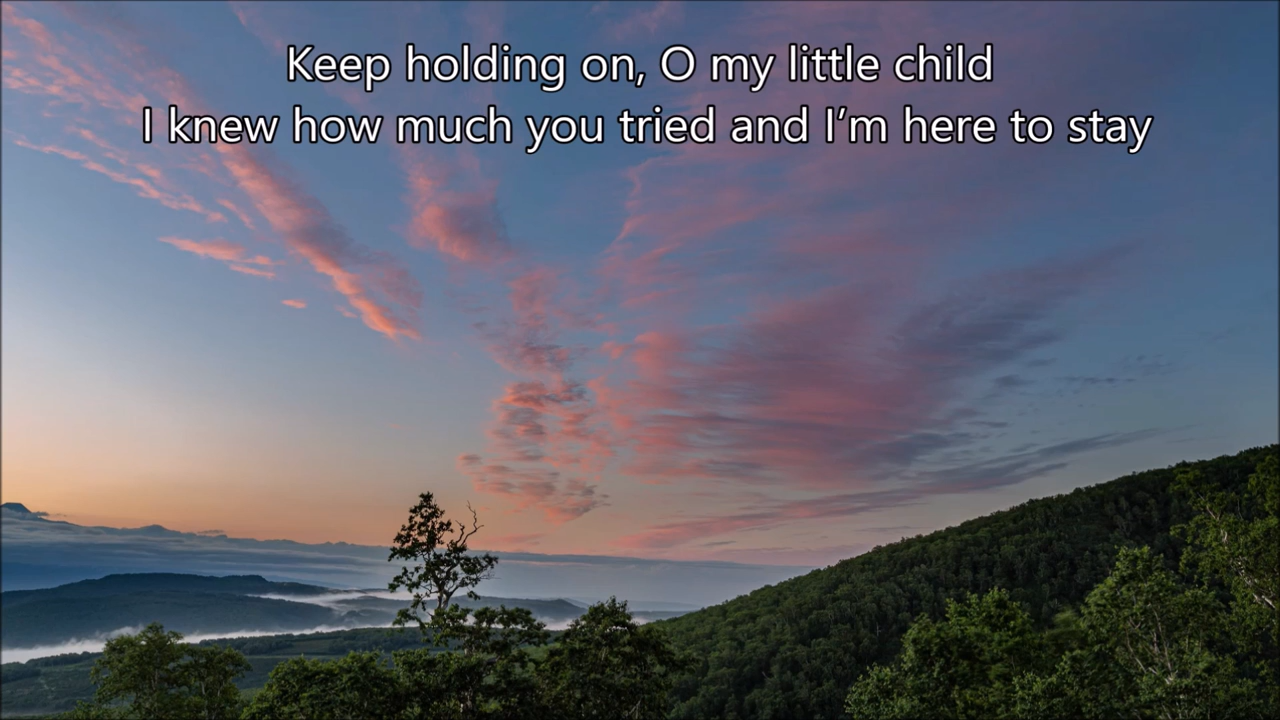 Keep holding on, O my little child
I knew how much you tried and I’m here to stay